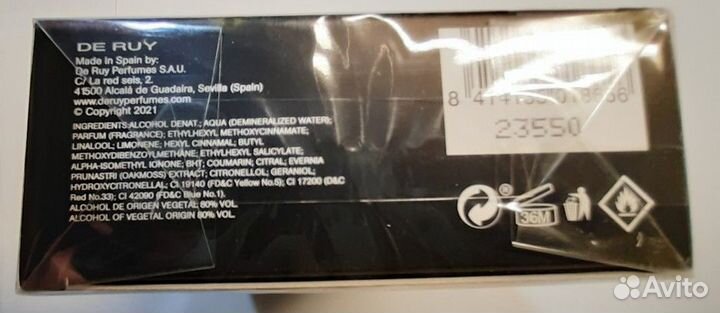 DE RUY
Made in Spain by:
De Ruy Perfumes S.A.U.
C/ La red seis, 2.
41500 Alcalá de Guadaíra, Sevilla (Spain)
www.deruyperfumes.com
© Copyright 2021
INGREDIENTS: ALCOHOL DENAT.; AQUA (DEMINERALIZED WATER);
PARFUM (FRAGRANCE); ETHYLHEXYL METHOXYCINNAMATE;
LINALOOL; LIMONENE; HEXYL CINNAMAL; BUTYL
METHOXYDIBENZOYLMETHANE; ETHYLHEXYL SALICYLATE;
ALPHA-ISOMETHYL IONONE; BHT; COUMARIN; CITRAL; EVERNIA
PRUNASTRI (OAKMOSS) EXTRACT; CITRONELLOL; GERANIOL;
HYDROXYCITRONELLAL; CI 19140 (FD&C Yellow No.5); CI 17200 (D&C
Red No.33); CI 42090 (FD&C Blue No.1).
ALCOHOL DE ORIGEN VEGETAL 80% VOL.
ALCOHOL OF VEGETAL ORIGIN 80% VOL.
23550
®
36M
Avito